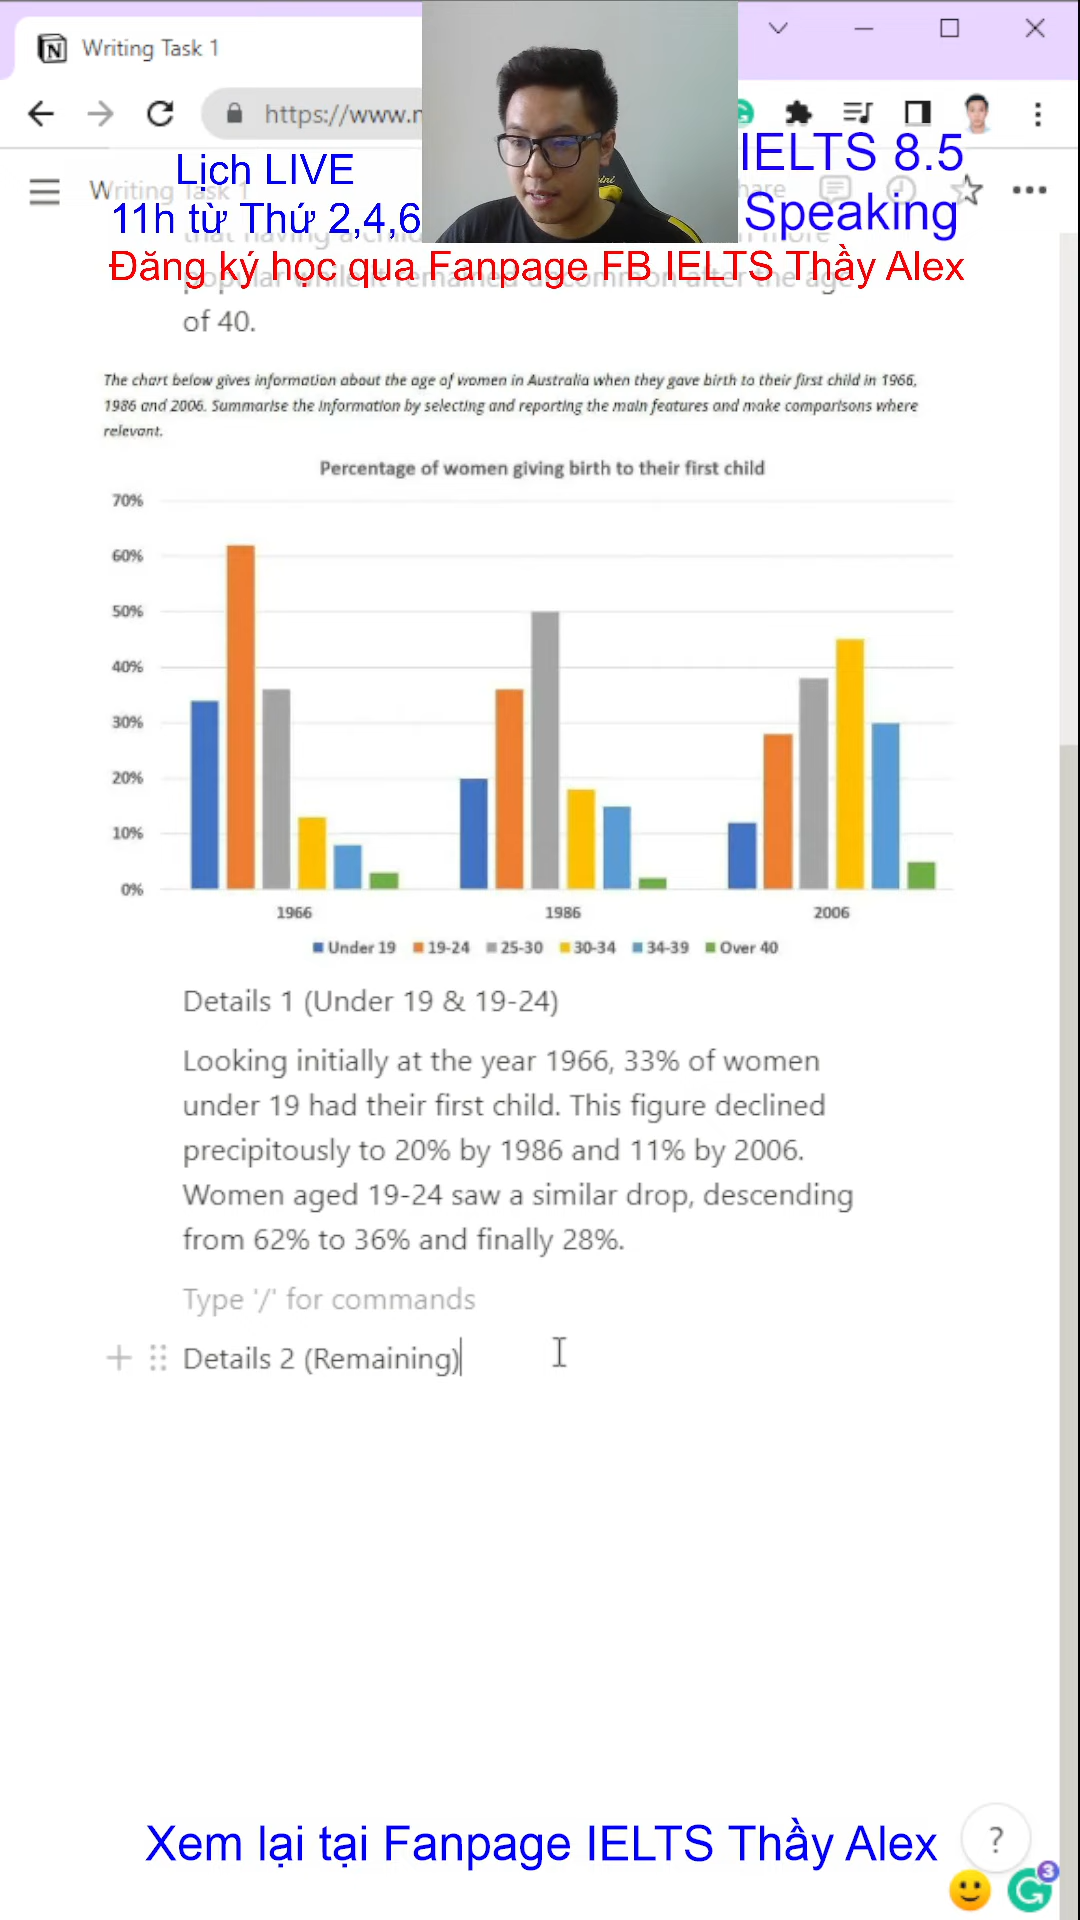 Writing Task 1
https://www.
Lịch LIVE
11h từ Thứ 2,4,6
IELTS 8.5
Speaking
Writing Task 1
Đăng ký học qua Fanpage FB IELTS Thầy Alex
of 40.
The chart below gives information about the age of women in Australia when they gave birth to their first child in 1966,
1986 and 2006. Summarise the information by selecting and reporting the main features and make comparisons where
relevant.
Percentage of women giving birth to their first child
70%
60%
50%
40%
30%
20%
10%
0%
1966 1986 2006
Under 19 19-24 25-30 30-34 34-39 Over 40
Details 1 (Under 19 & 19-24)
Looking initially at the year 1966, 33% of women
under 19 had their first child. This figure declined
precipitously to 20% by 1986 and 11% by 2006.
Women aged 19-24 saw a similar drop, descending
from 62% to 36% and finally 28%.
Type '/' for commands
Details 2 (Remaining)
Xem lại tại Fanpage IELTS Thầy Alex
?
3